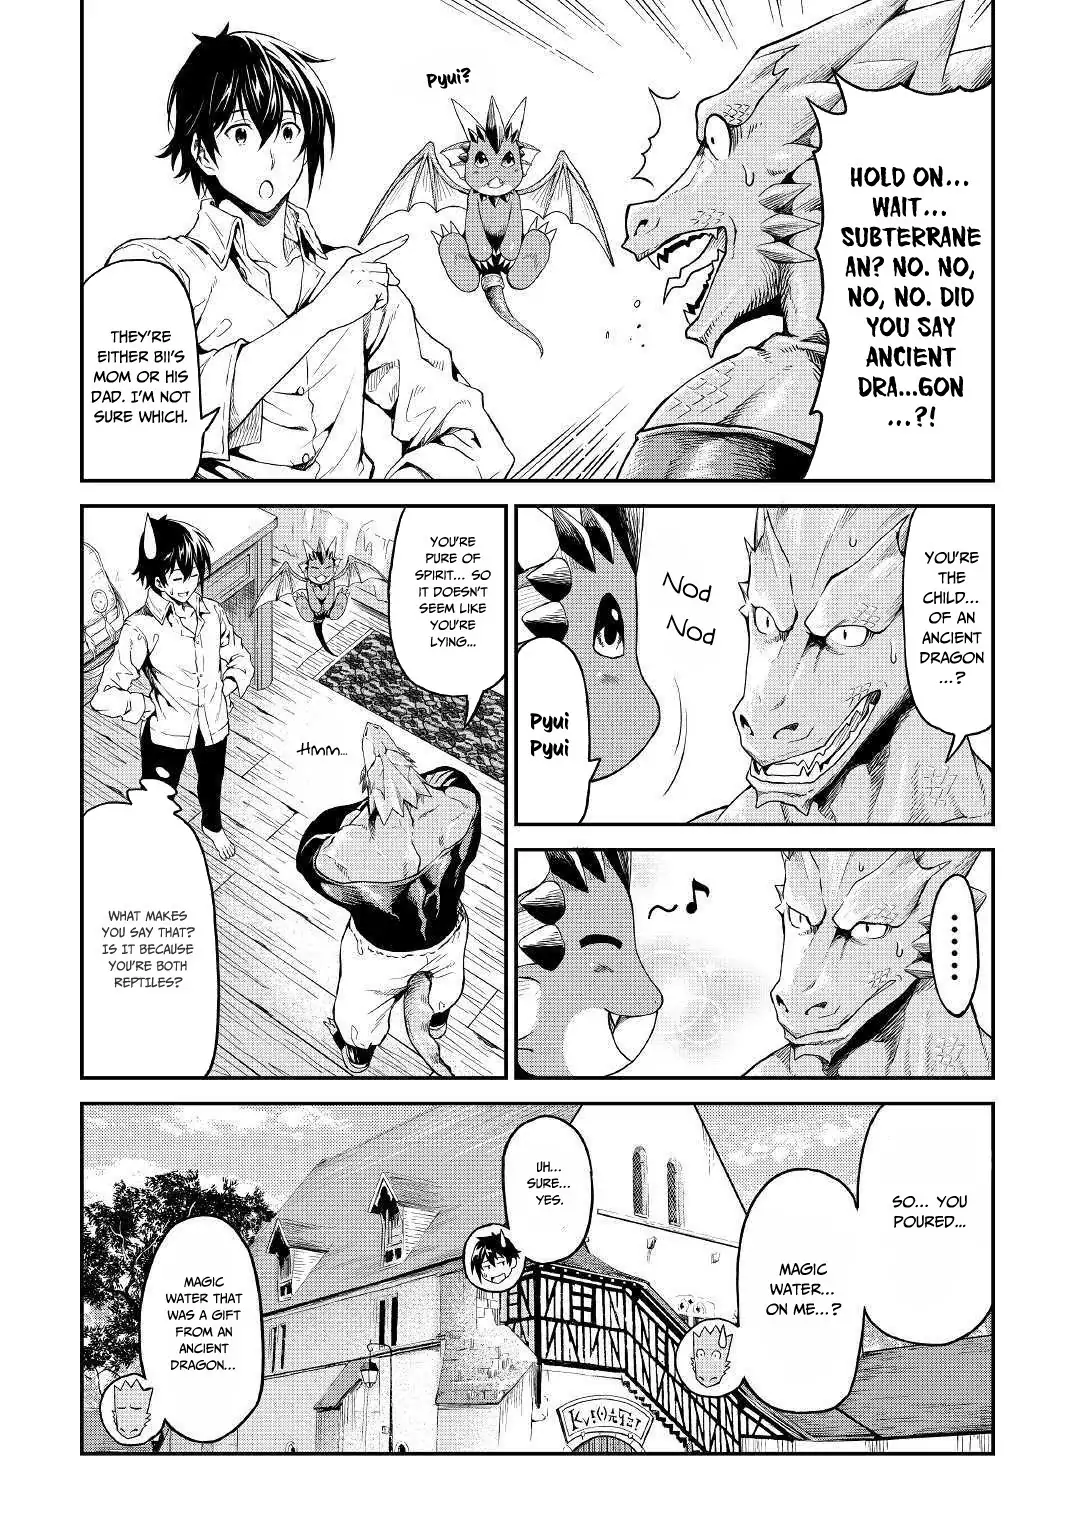 HOLD ON...
WAIT...
SUBTERRANE
AN? NO. NO,
NO, NO. DID
YOU SAY
ANCIENT
DRA...GON
...?!
Pyui?
THEY'RE
EITHER BII'S
MOM OR HIS
DAD. I'M NOT
SURE WHICH.
YOU'RE
THE
CHILD...
OF AN
ANCIENT
DRAGON
...?
Nod
Nod
Pyui
Pyui
YOU'RE
PURE OF
SPIRIT... SO
IT DOESN'T
SEEM LIKE
YOU'RE
LYING...
Hmm...
WHAT MAKES
YOU SAY THAT?
IS IT BECAUSE
YOU'RE BOTH
REPTILES?
......
SO... YOU
POURED...
MAGIC
WATER...
ON ME...?
UH...
SURE...
YES.
MAGIC
WATER THAT
WAS A GIFT
FROM AN
ANCIENT
DRAGON...